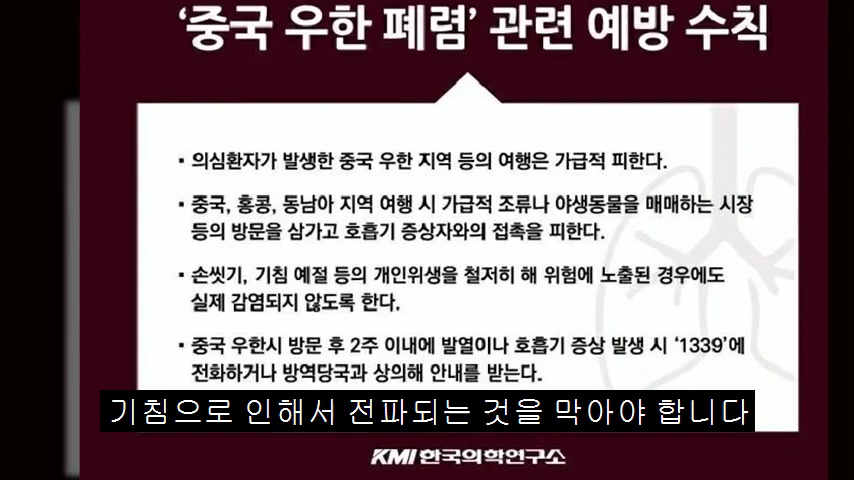 '중국 우한 폐렴' 관련 예방 수칙
▪ 의심환자가 발생한 중국 우한 지역 등의 여행은 가급적 피한다.
▪ 중국, 홍콩, 동남아 지역 여행 시 가급적 조류나 야생동물을 매매하는 시장
등의 방문을 삼가고 호흡기 증상자와의 접촉을 피한다.
▪ 손씻기, 기침 예절 등의 개인위생을 철저히 해 위험에 노출된 경우에도
실제 감염되지 않도록 한다.
▪ 중국 우한시 방문 후 2주 이내에 발열이나 호흡기 증상 발생 시 '1339'에
전화하거나 방역당국과 상의해 안내를 받는다.
기침으로 인해서 전파되는 것을 막아야 합니다
KMI 한국의학연구소